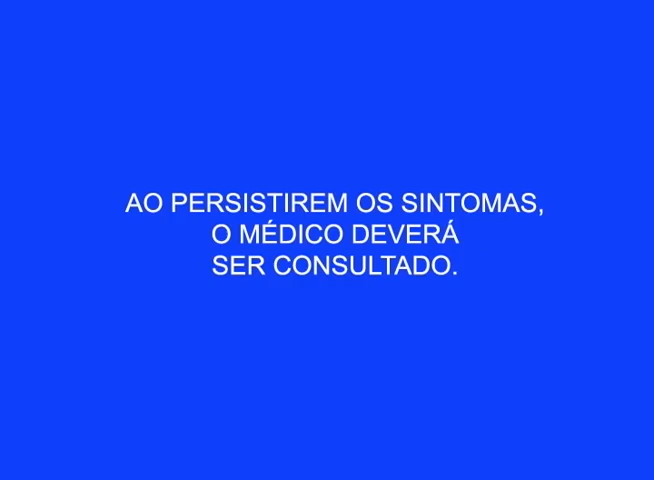 AO PERSISTIREM OS SINTOMAS,
O MÉDICO DEVERÁ
SER CONSULTADO.